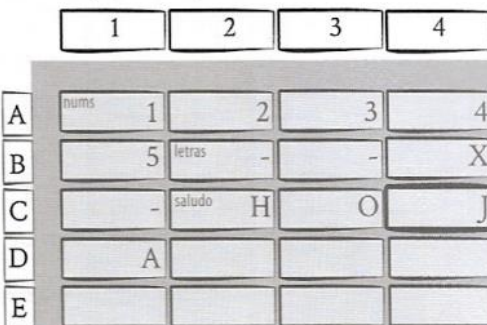 1 2 3 4
A nums 1 2 3 4
B 5 letras - - X
C - saludo H O J
D A
E